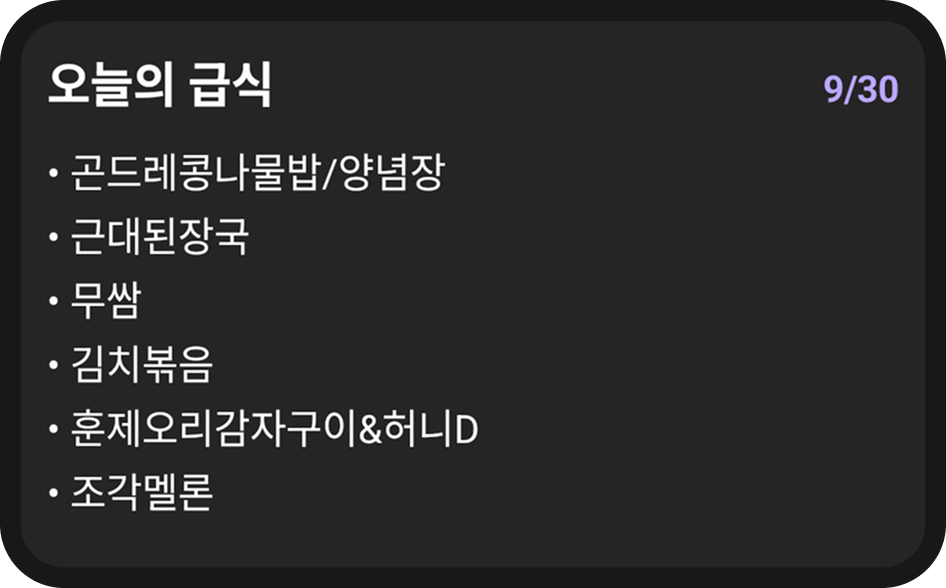 오늘의 급식
9/30
• 곤드레콩나물밥/양념장
• 근대된장국
• 무쌈
• 김치볶음
• 훈제오리감자구이&허니D
• 조각멜론